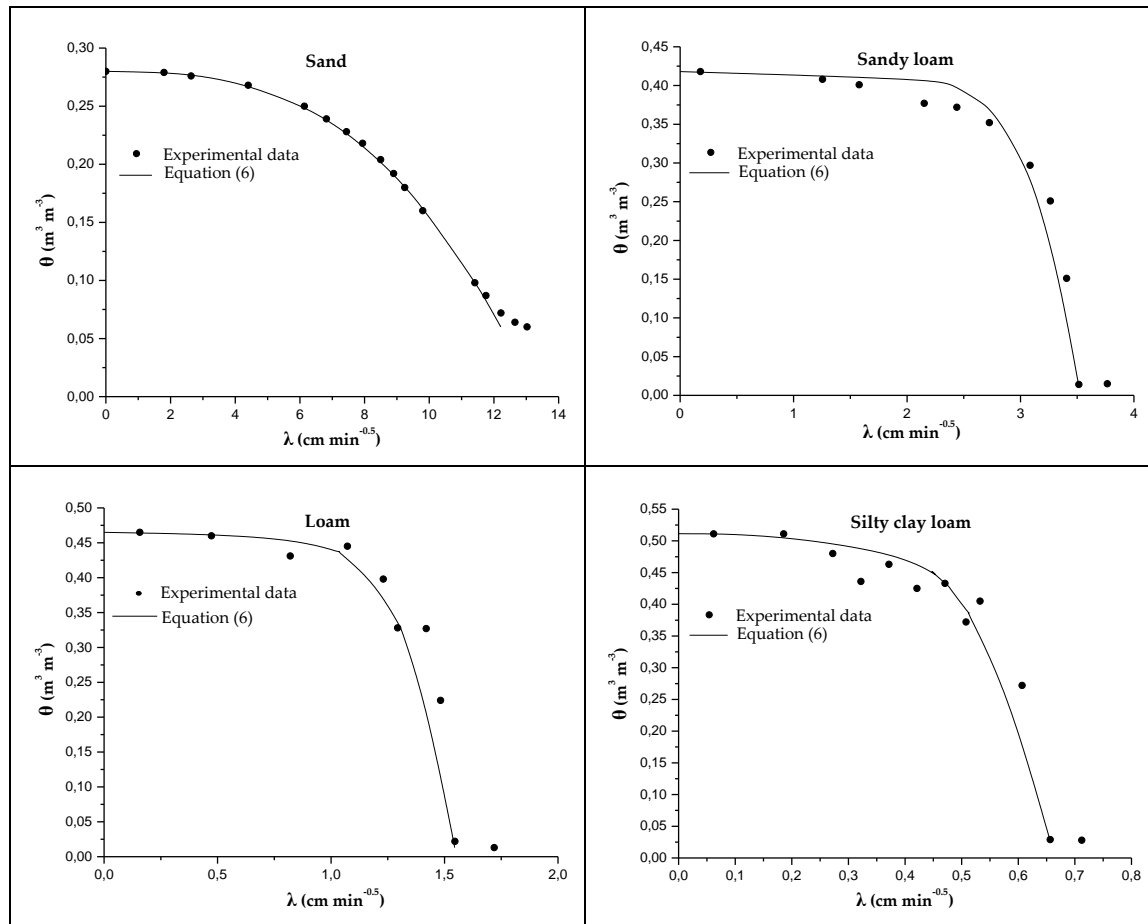 Sand
0,30
0,25
0,20
0,15
0,10
0,05
0,00
θ (m³ m⁻³)
Experimental data
Equation (6)
0 2 4 6 8 10 12 14
λ (cm min⁻⁰·⁵)
Sandy loam
0,45
0,40
0,35
0,30
0,25
0,20
0,15
0,10
0,05
0,00
θ (m³ m⁻³)
Experimental data
Equation (6)
0 1 2 3 4
λ (cm min⁻⁰·⁵)
Loam
0,50
0,45
0,40
0,35
0,30
0,25
0,20
0,15
0,10
0,05
0,00
θ (m³ m⁻³)
Experimental data
Equation (6)
0,0 0,5 1,0 1,5 2,0
λ (cm min⁻⁰·⁵)
Silty clay loam
0,55
0,50
0,45
0,40
0,35
0,30
0,25
0,20
0,15
0,10
0,05
0,00
θ (m³ m⁻³)
Experimental data
Equation (6)
0,0 0,1 0,2 0,3 0,4 0,5 0,6 0,7 0,8
λ (cm min⁻⁰·⁵)